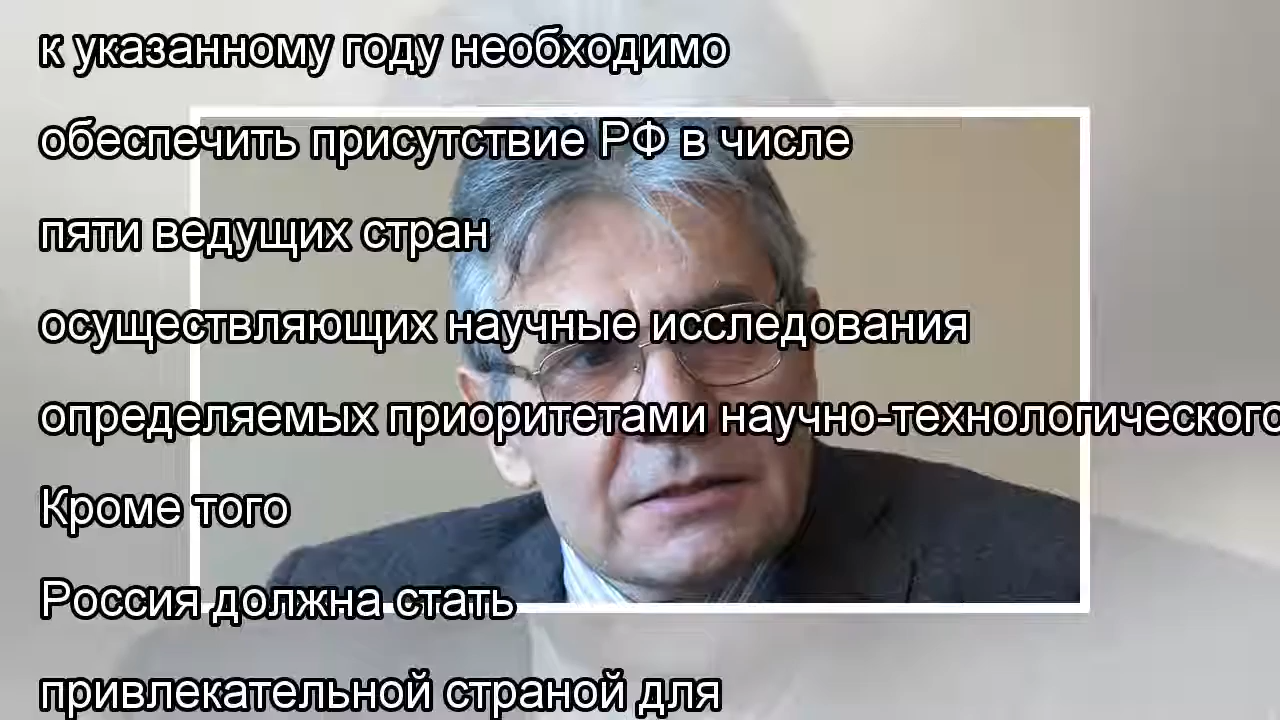 к указанному году необходимо
обеспечить присутствие РФ в числе
пяти ведущих стран
осуществляющих научные исследования
определяемых приоритетами научно-технологического
Кроме того
Россия должна стать
привлекательной страной для